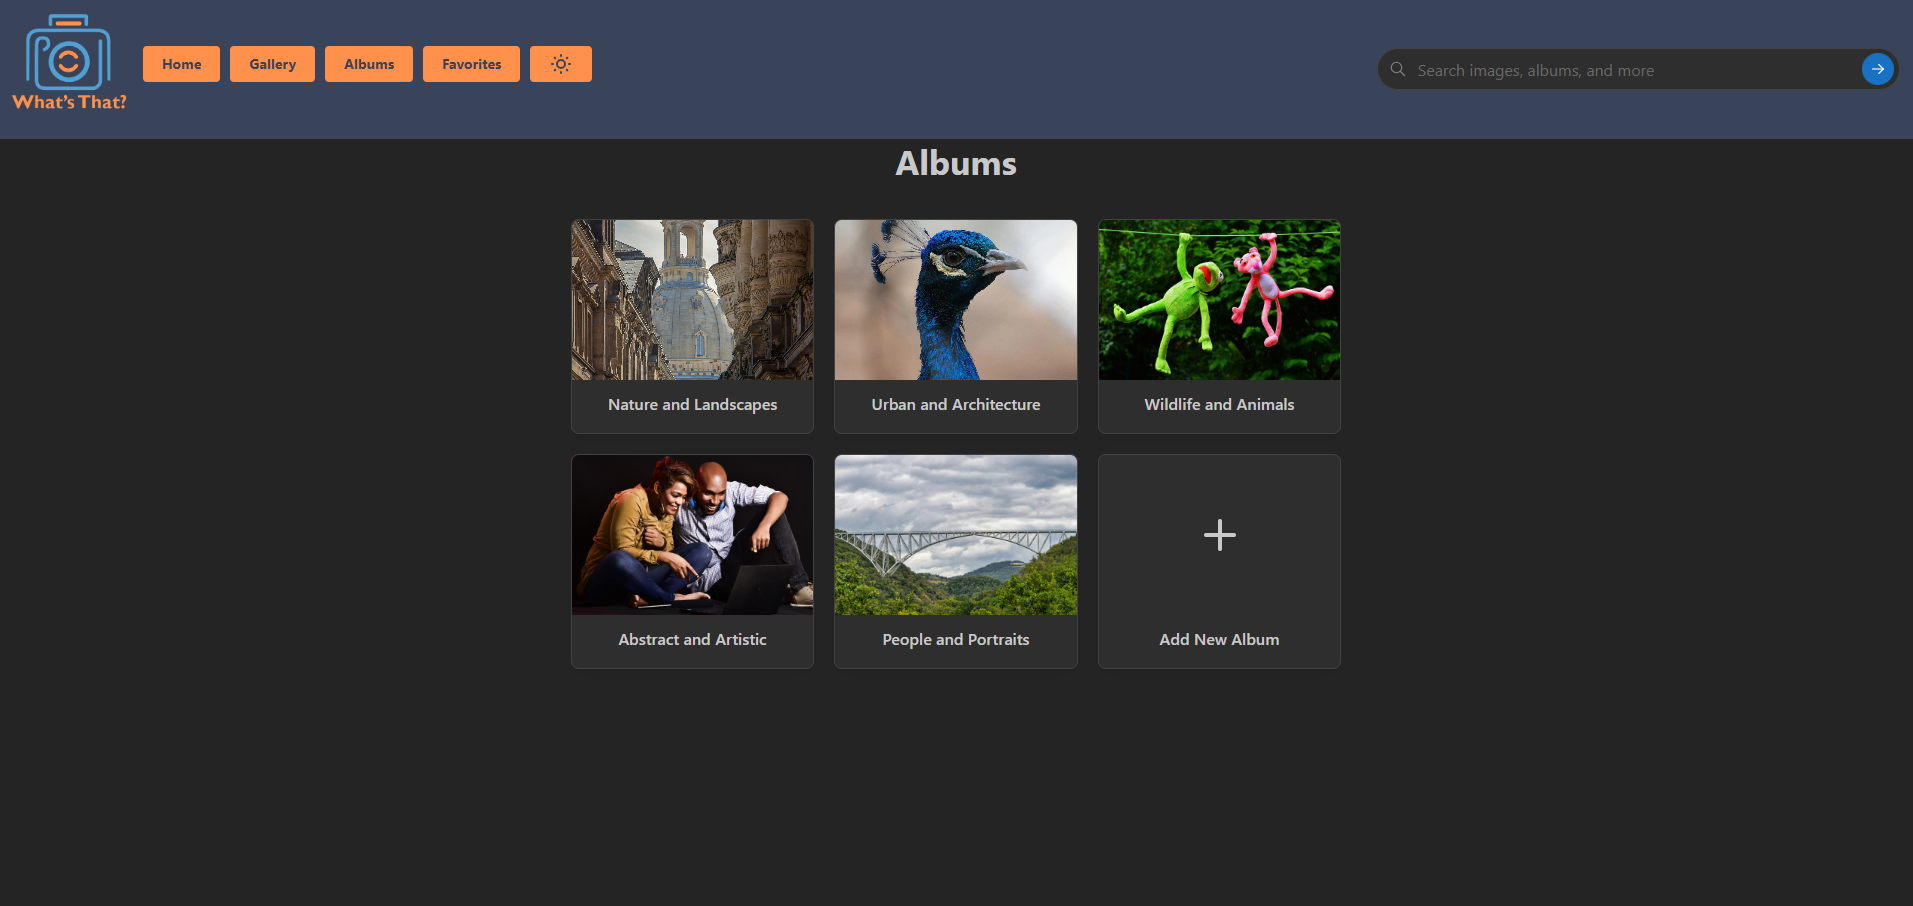 What's That?
Home
Gallery
Albums
Favorites
Search images, albums, and more
Albums
Nature and Landscapes
Urban and Architecture
Wildlife and Animals
Abstract and Artistic
People and Portraits
Add New Album